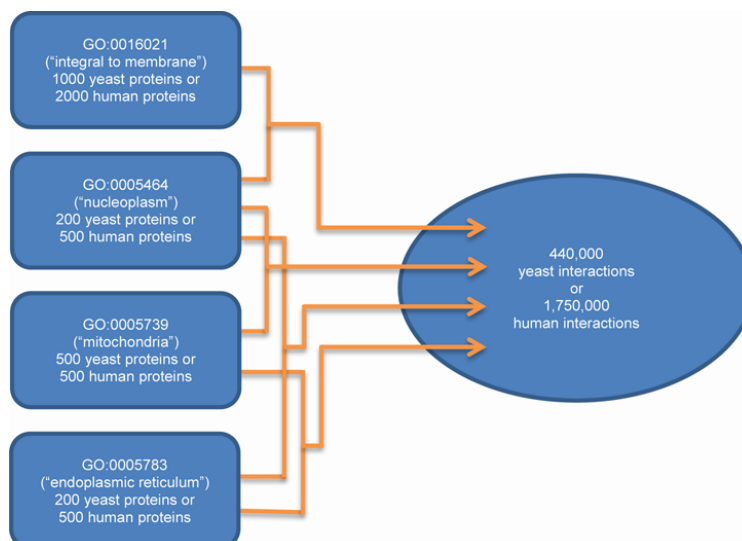 GO:0016021
("integral to membrane")
1000 yeast proteins or
2000 human proteins
GO:0005464
("nucleoplasm")
200 yeast proteins or
500 human proteins
GO:0005739
("mitochondria")
500 yeast proteins or
500 human proteins
GO:0005783
("endoplasmic reticulum")
200 yeast proteins or
500 human proteins
440,000
yeast interactions
or
1,750,000
human interactions